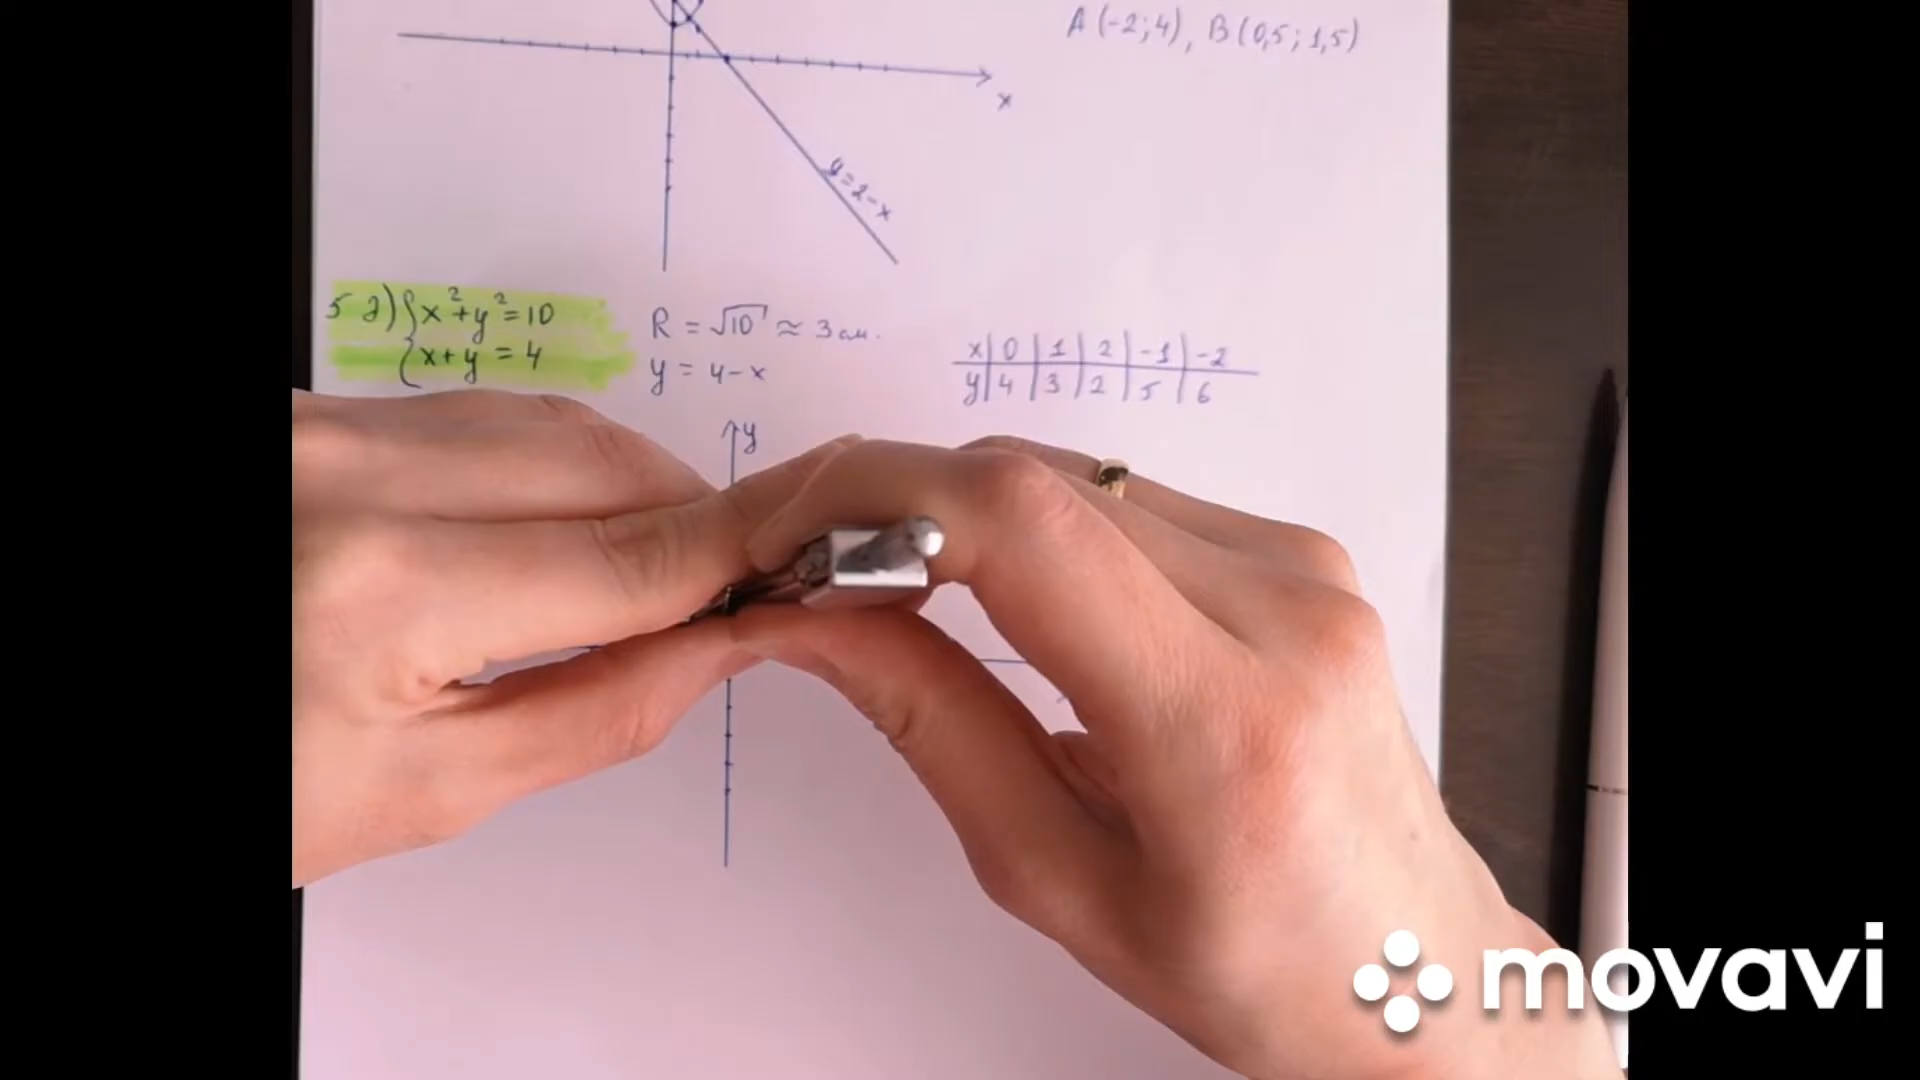 A (-2; 4), B (0,5; 1,5)
x
y = 2 - x
5 г) { x² + y² = 10
{ x + y = 4
R = √10 ≈ 3 см.
y = 4 - x
x | 0 | 1 | 2 | -1 | -2
y | 4 | 3 | 2 | 5 | 6
y
movavi